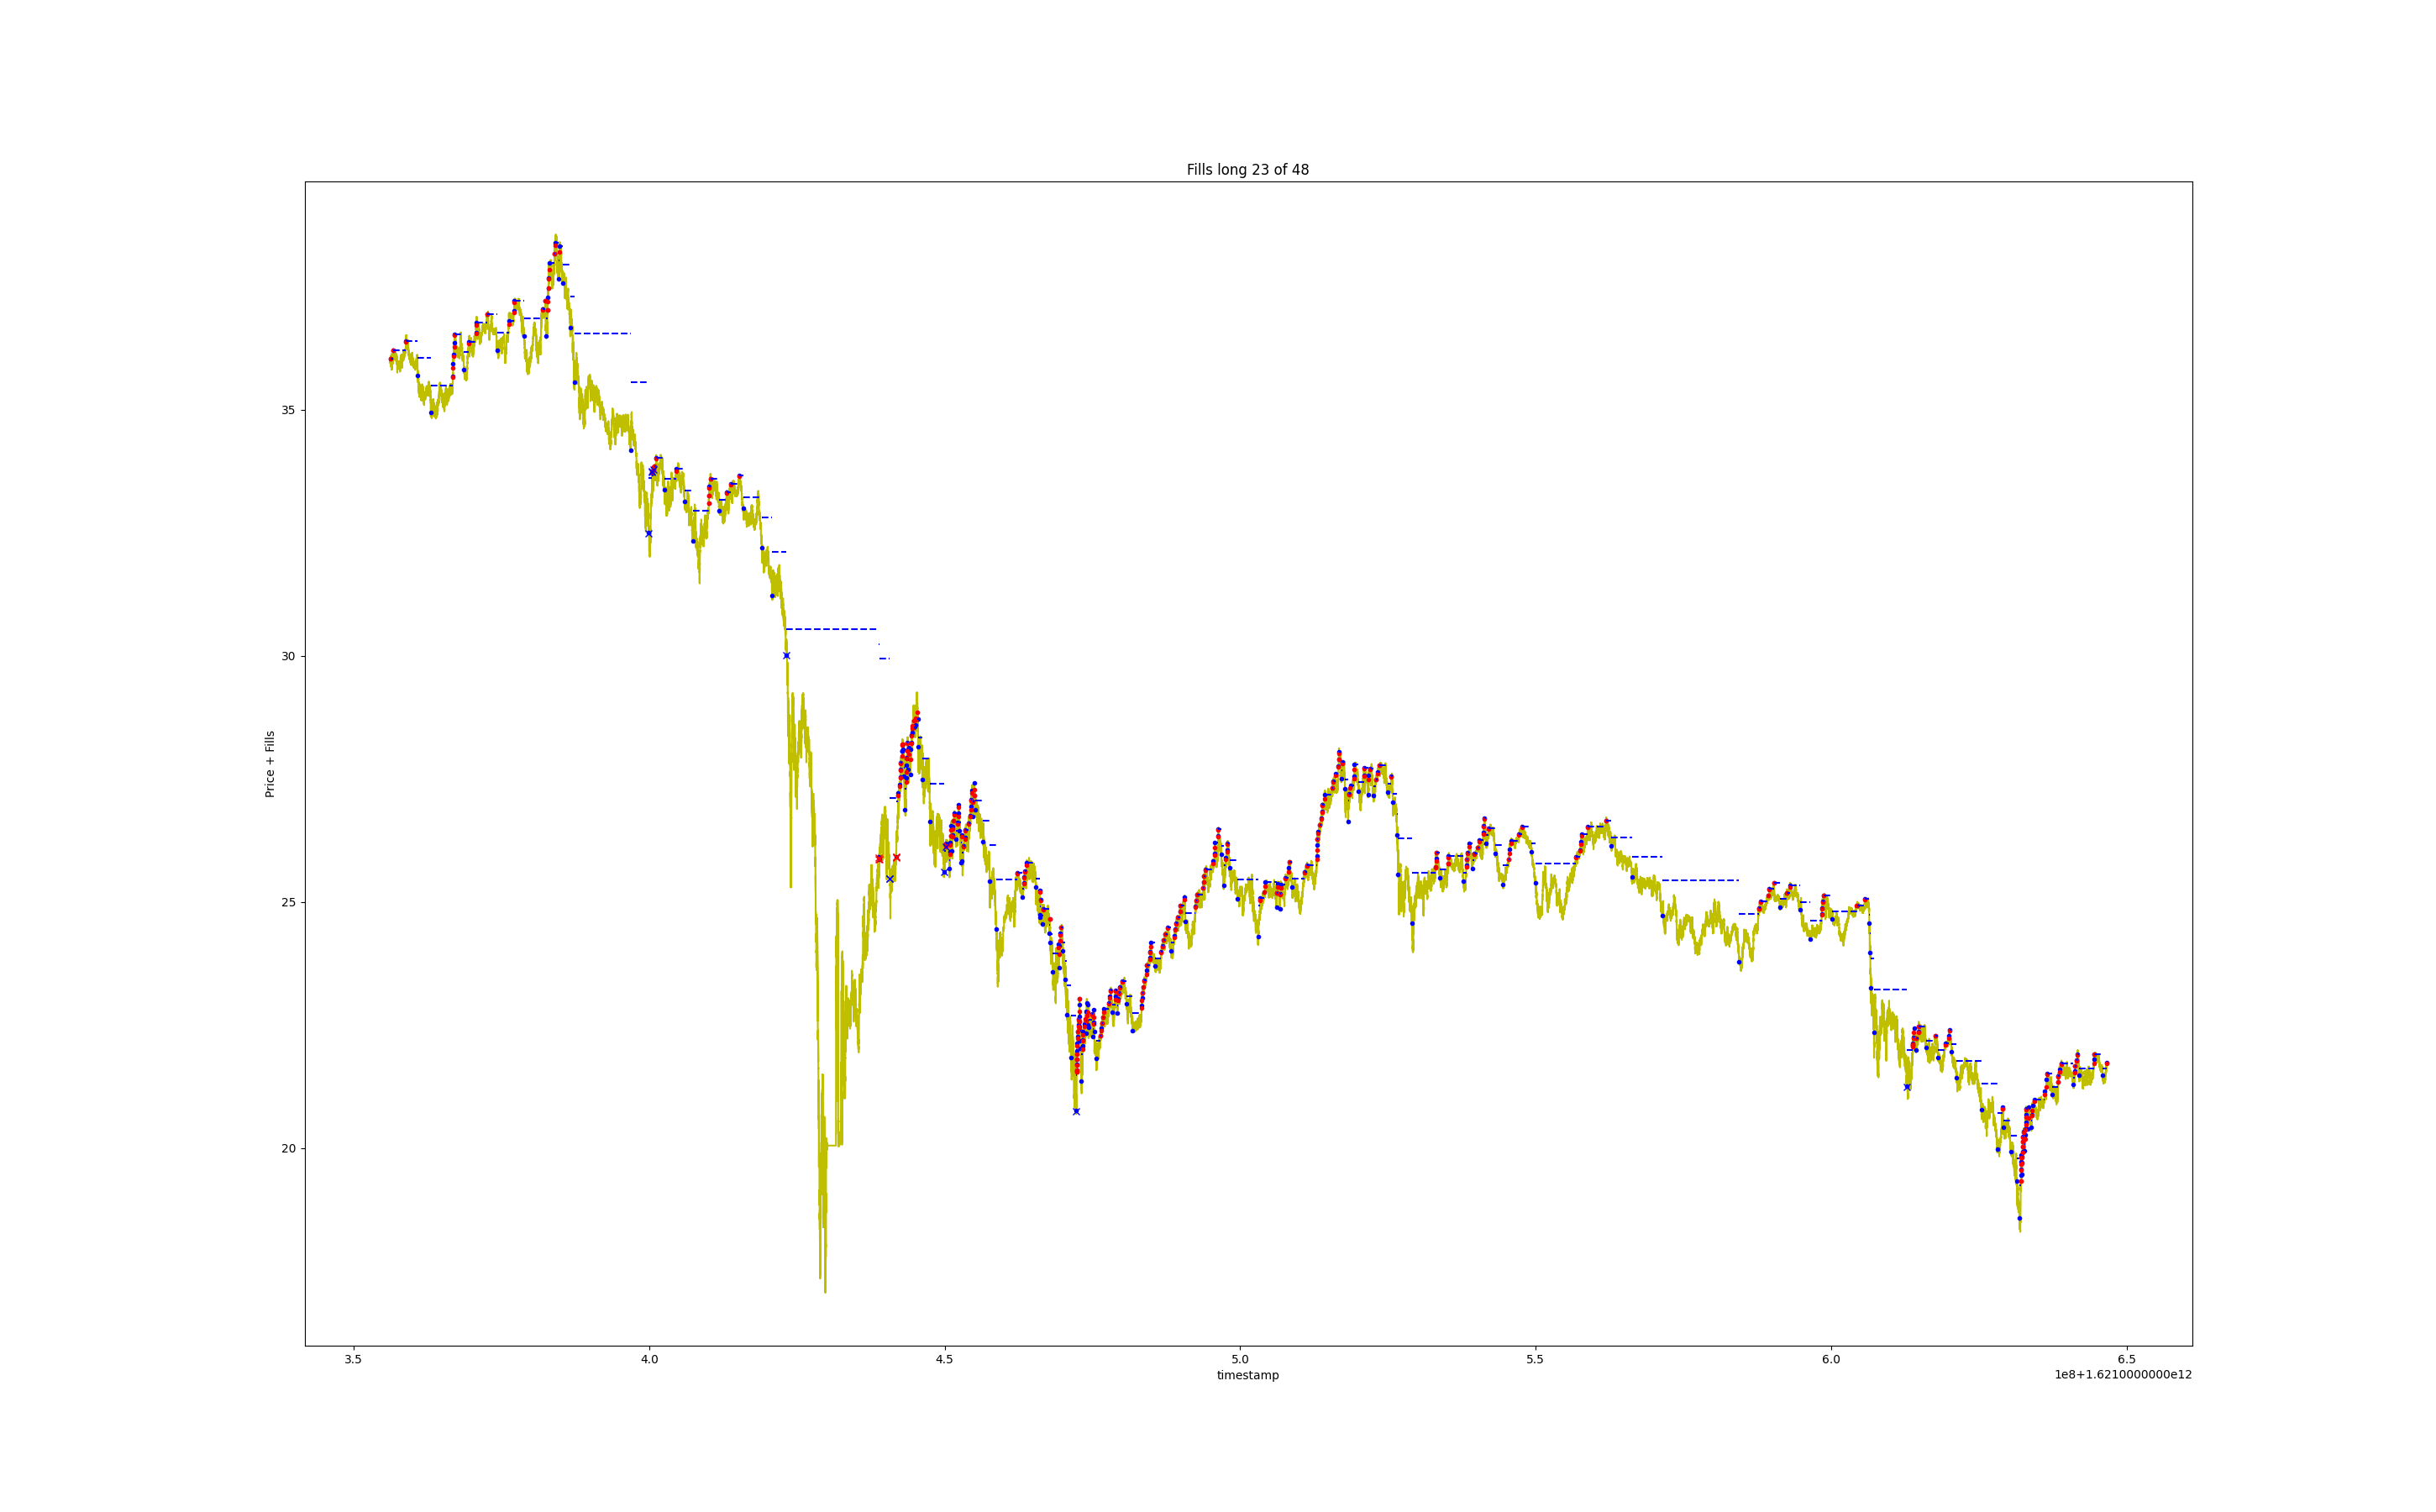 Fills long 23 of 48
Price + Fills
35
30
25
20
3.5 4.0 4.5 5.0 5.5 6.0 6.5
timestamp
1e8+1.6210000000e12